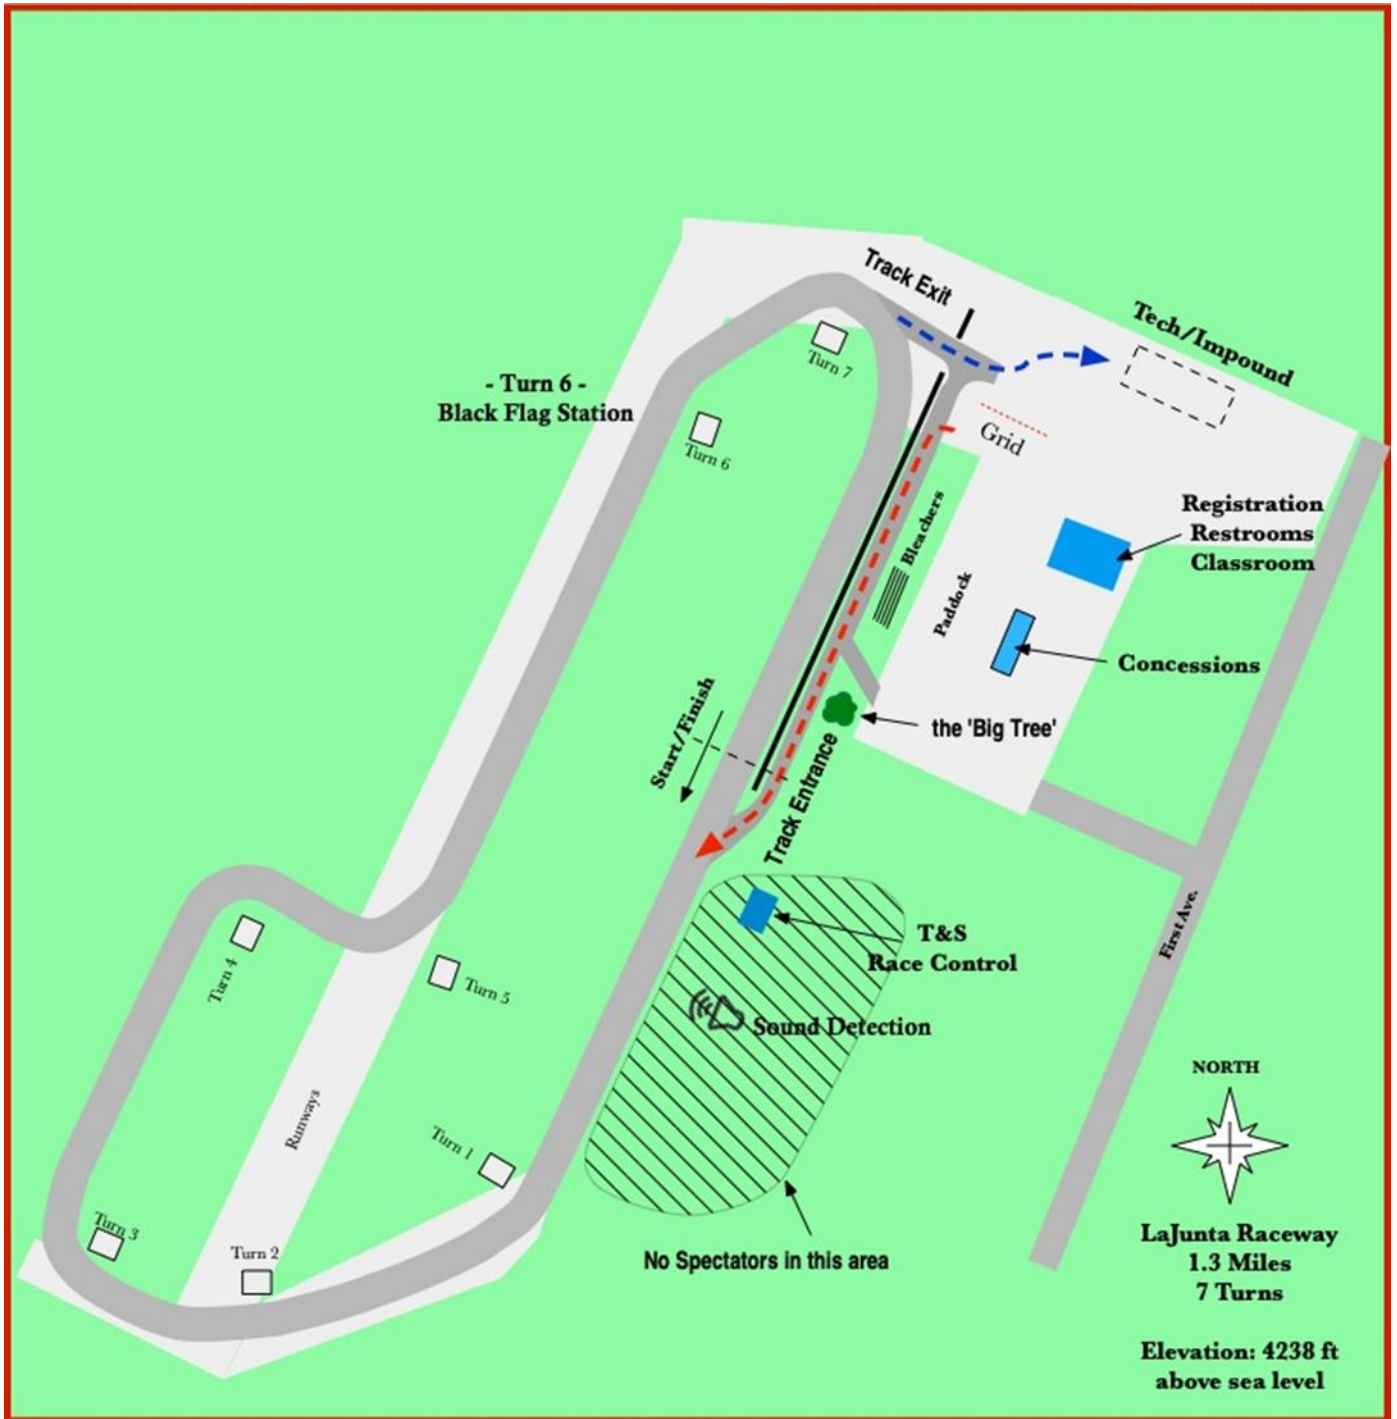 Track Exit
Tech/Impound
Turn 7
- Turn 6 -
Black Flag Station
Turn 6
Grid
Bleachers
Registration
Restrooms
Classroom
Paddock
Concessions
Start/Finish
the 'Big Tree'
Track Entrance
First Ave.
T&S
Race Control
Turn 4
Turn 5
Sound Detection
NORTH
Runways
Turn 1
Turn 3
Turn 2
No Spectators in this area
LaJunta Raceway
1.3 Miles
7 Turns
Elevation: 4238 ft
above sea level